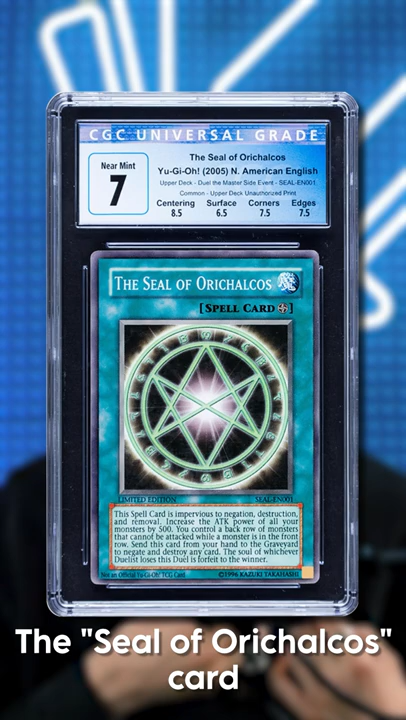 CGC UNIVERSAL GRADE
Near Mint
7
The Seal of Orichalcos
Yu-Gi-Oh! (2005) N. American English
Upper Deck - Duel the Master Side Event - SEAL-EN001
Common - Upper Deck Unauthorized Print
Centering Surface Corners Edges
8.5 6.5 7.5 7.5
THE SEAL OF ORICHALCOS
[SPELL CARD]
LIMITED EDITION SEAL-EN001
This Spell Card is impervious to negation, destruction,
and removal. Increase the ATK power of all your
monsters by 500. You control a back row of monsters
that cannot be attacked while a monster is in the front
row. Send this card from your hand to the Graveyard
to negate and destroy any card. The soul of whichever
Duelist loses this Duel is forfeit to the winner.
Not an Official Yu-Gi-Oh! TCG Card. ©1996 KAZUKI TAKAHASHI
The "Seal of Orichalcos"
card